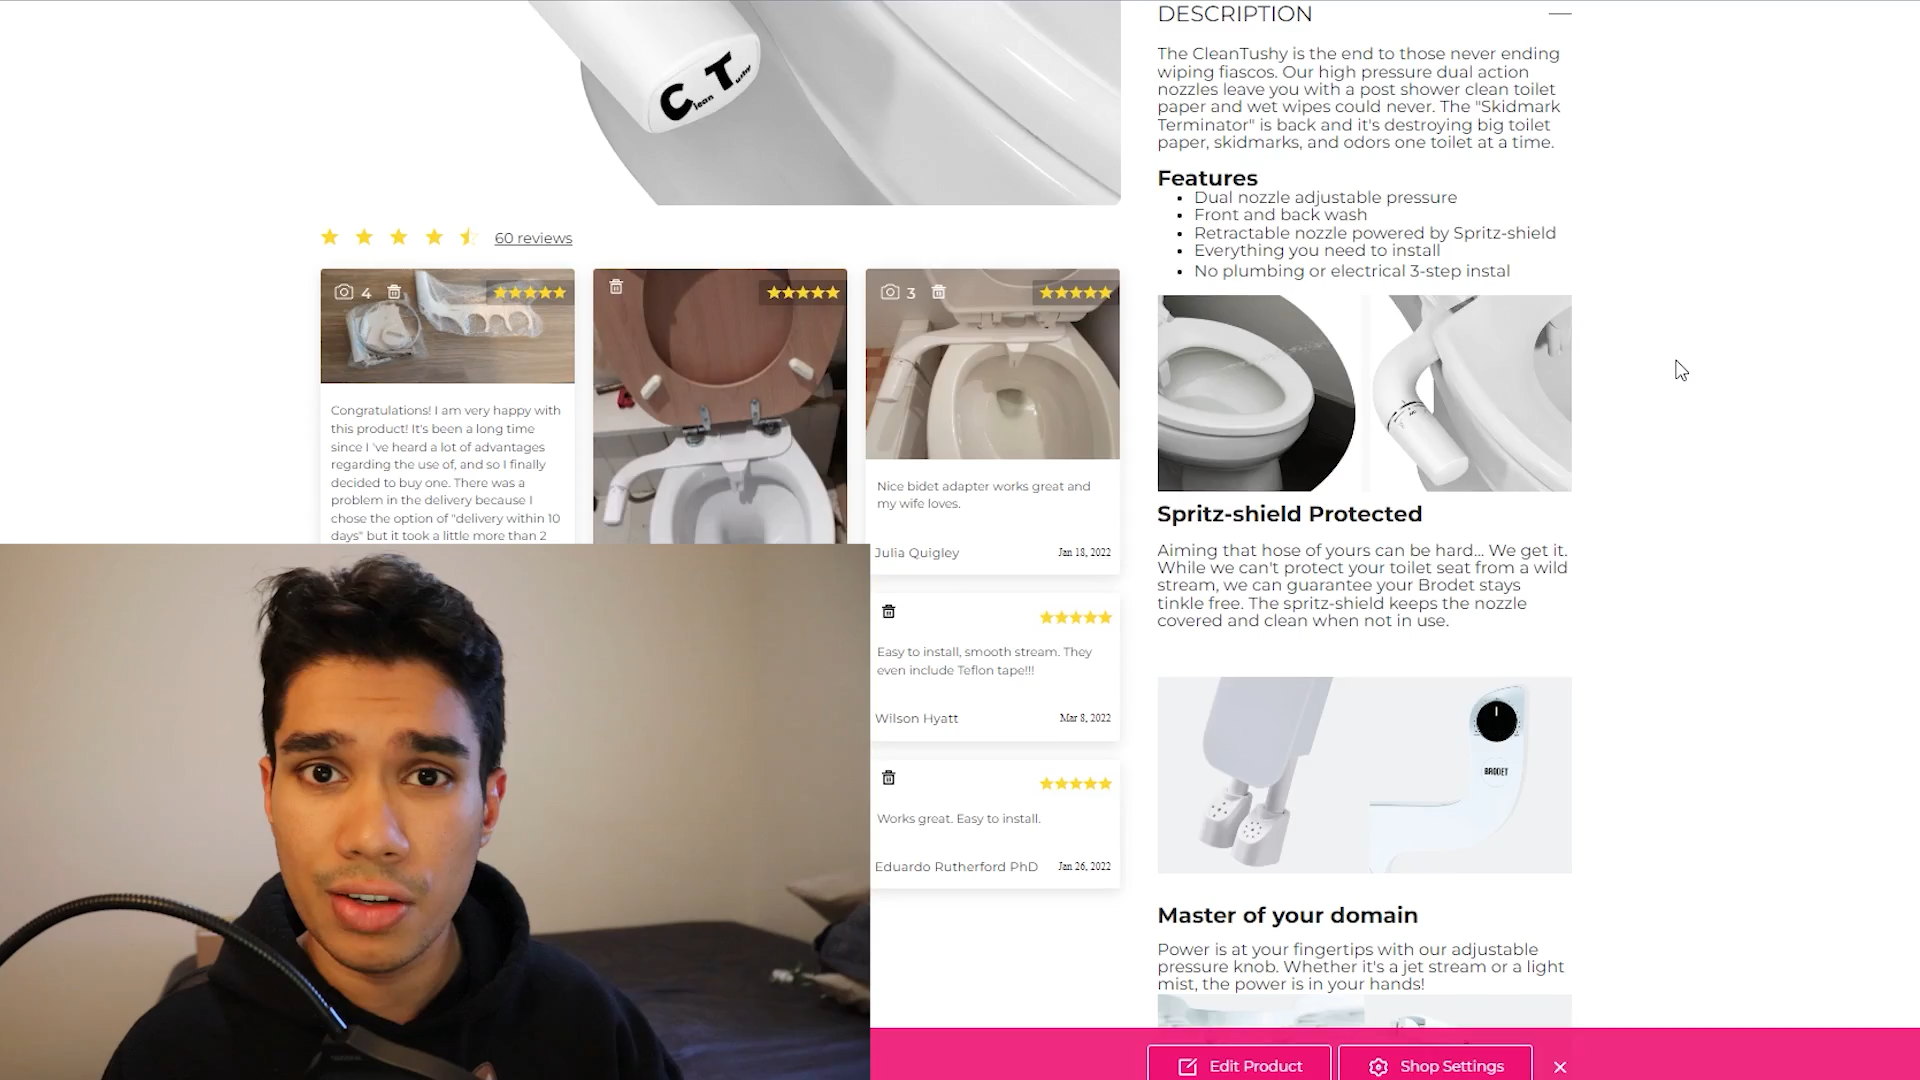 Clean Tushy
60 reviews
4
Congratulations! I am very happy with
this product! It's been a long time
since I 've heard a lot of advantages
regarding the use of, and so I finally
decided to buy one. There was a
problem in the delivery because I
chose the option of "delivery within 10
days" but it took a little more than 2
3
Nice bidet adapter works great and
my wife loves.
Julia Quigley Jan 18, 2022
Easy to install, smooth stream. They
even include Teflon tape!!!
Wilson Hyatt Mar 8, 2022
Works great. Easy to install.
Eduardo Rutherford PhD Jan 26, 2022
DESCRIPTION
The CleanTushy is the end to those never ending
wiping fiascos. Our high pressure dual action
nozzles leave you with a post shower clean toilet
paper and wet wipes could never. The "Skidmark
Terminator" is back and it's destroying big toilet
paper, skidmarks, and odors one toilet at a time.
Features
• Dual nozzle adjustable pressure
• Front and back wash
• Retractable nozzle powered by Spritz-shield
• Everything you need to install
• No plumbing or electrical 3-step instal
Spritz-shield Protected
Aiming that hose of yours can be hard... We get it.
While we can't protect your toilet seat from a wild
stream, we can guarantee your Brodet stays
tinkle free. The spritz-shield keeps the nozzle
covered and clean when not in use.
BRODET
Master of your domain
Power is at your fingertips with our adjustable
pressure knob. Whether it's a jet stream or a light
mist, the power is in your hands!
Edit Product
Shop Settings